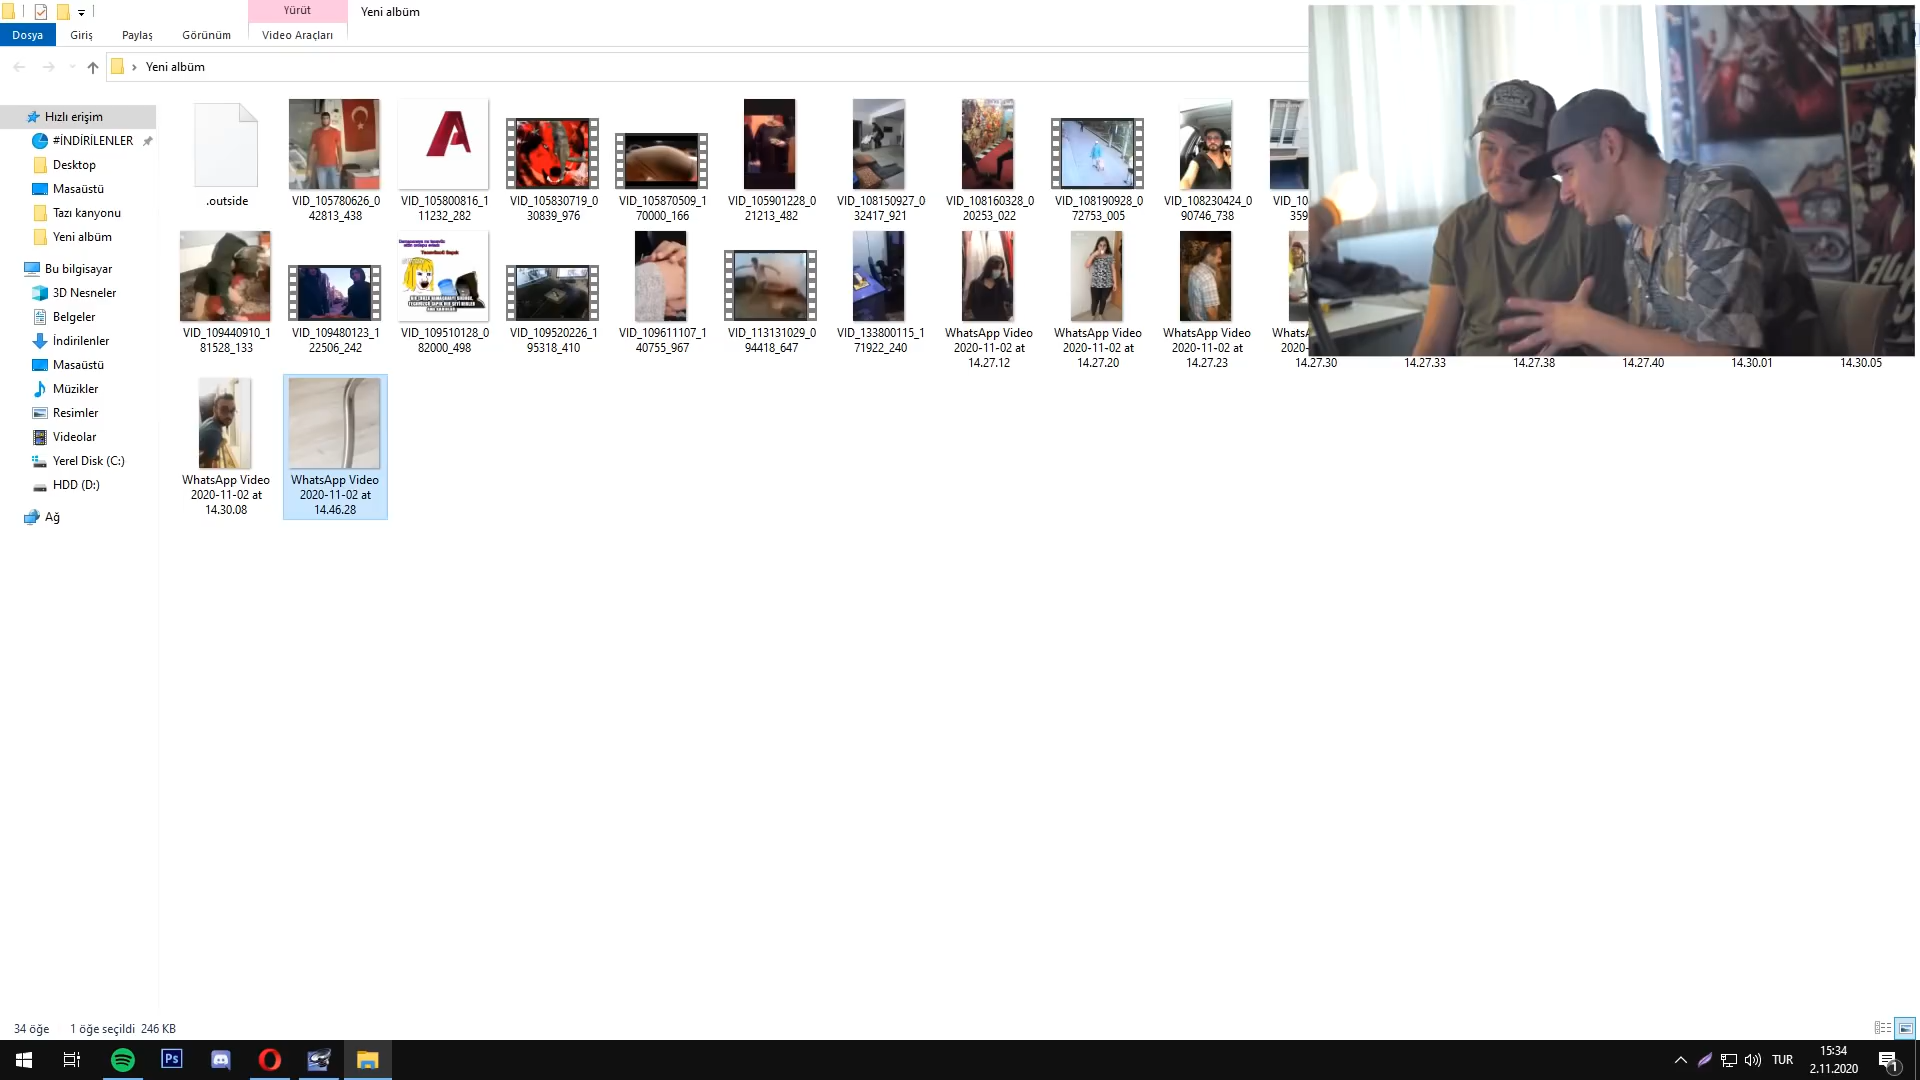 Yürüt
Yeni albüm
Dosya
Giriş
Paylaş
Görünüm
Video Araçları
Yeni albüm
Hızlı erişim
#İNDİRİLENLER
Desktop
Masaüstü
Tazı kanyonu
Yeni albüm
Bu bilgisayar
3D Nesneler
Belgeler
İndirilenler
Masaüstü
Müzikler
Resimler
Videolar
Yerel Disk (C:)
HDD (D:)
Ağ
.outside
VID_105780626_0
42813_438
VID_105800816_1
11232_282
VID_105830719_0
30839_976
VID_105870509_1
70000_166
VID_105901228_0
21213_482
VID_108150927_0
32417_921
VID_108160328_0
20253_022
VID_108190928_0
72753_005
VID_108230424_0
90746_738
VID_10
359
VID_109440910_1
81528_133
VID_109480123_1
22506_242
VID_109510128_0
82000_498
VID_109520226_1
95318_410
VID_109611107_1
40755_967
VID_113131029_0
94418_647
VID_133800115_1
71922_240
WhatsApp Video
2020-11-02 at
14.27.12
WhatsApp Video
2020-11-02 at
14.27.20
WhatsApp Video
2020-11-02 at
14.27.23
WhatsA
2020-
14.27.30
14.27.33
14.27.38
14.27.40
14.30.01
14.30.05
WhatsApp Video
2020-11-02 at
14.30.08
WhatsApp Video
2020-11-02 at
14.46.28
34 öğe
1 öğe seçildi 246 KB
Ps
TUR
15:34
2.11.2020
1